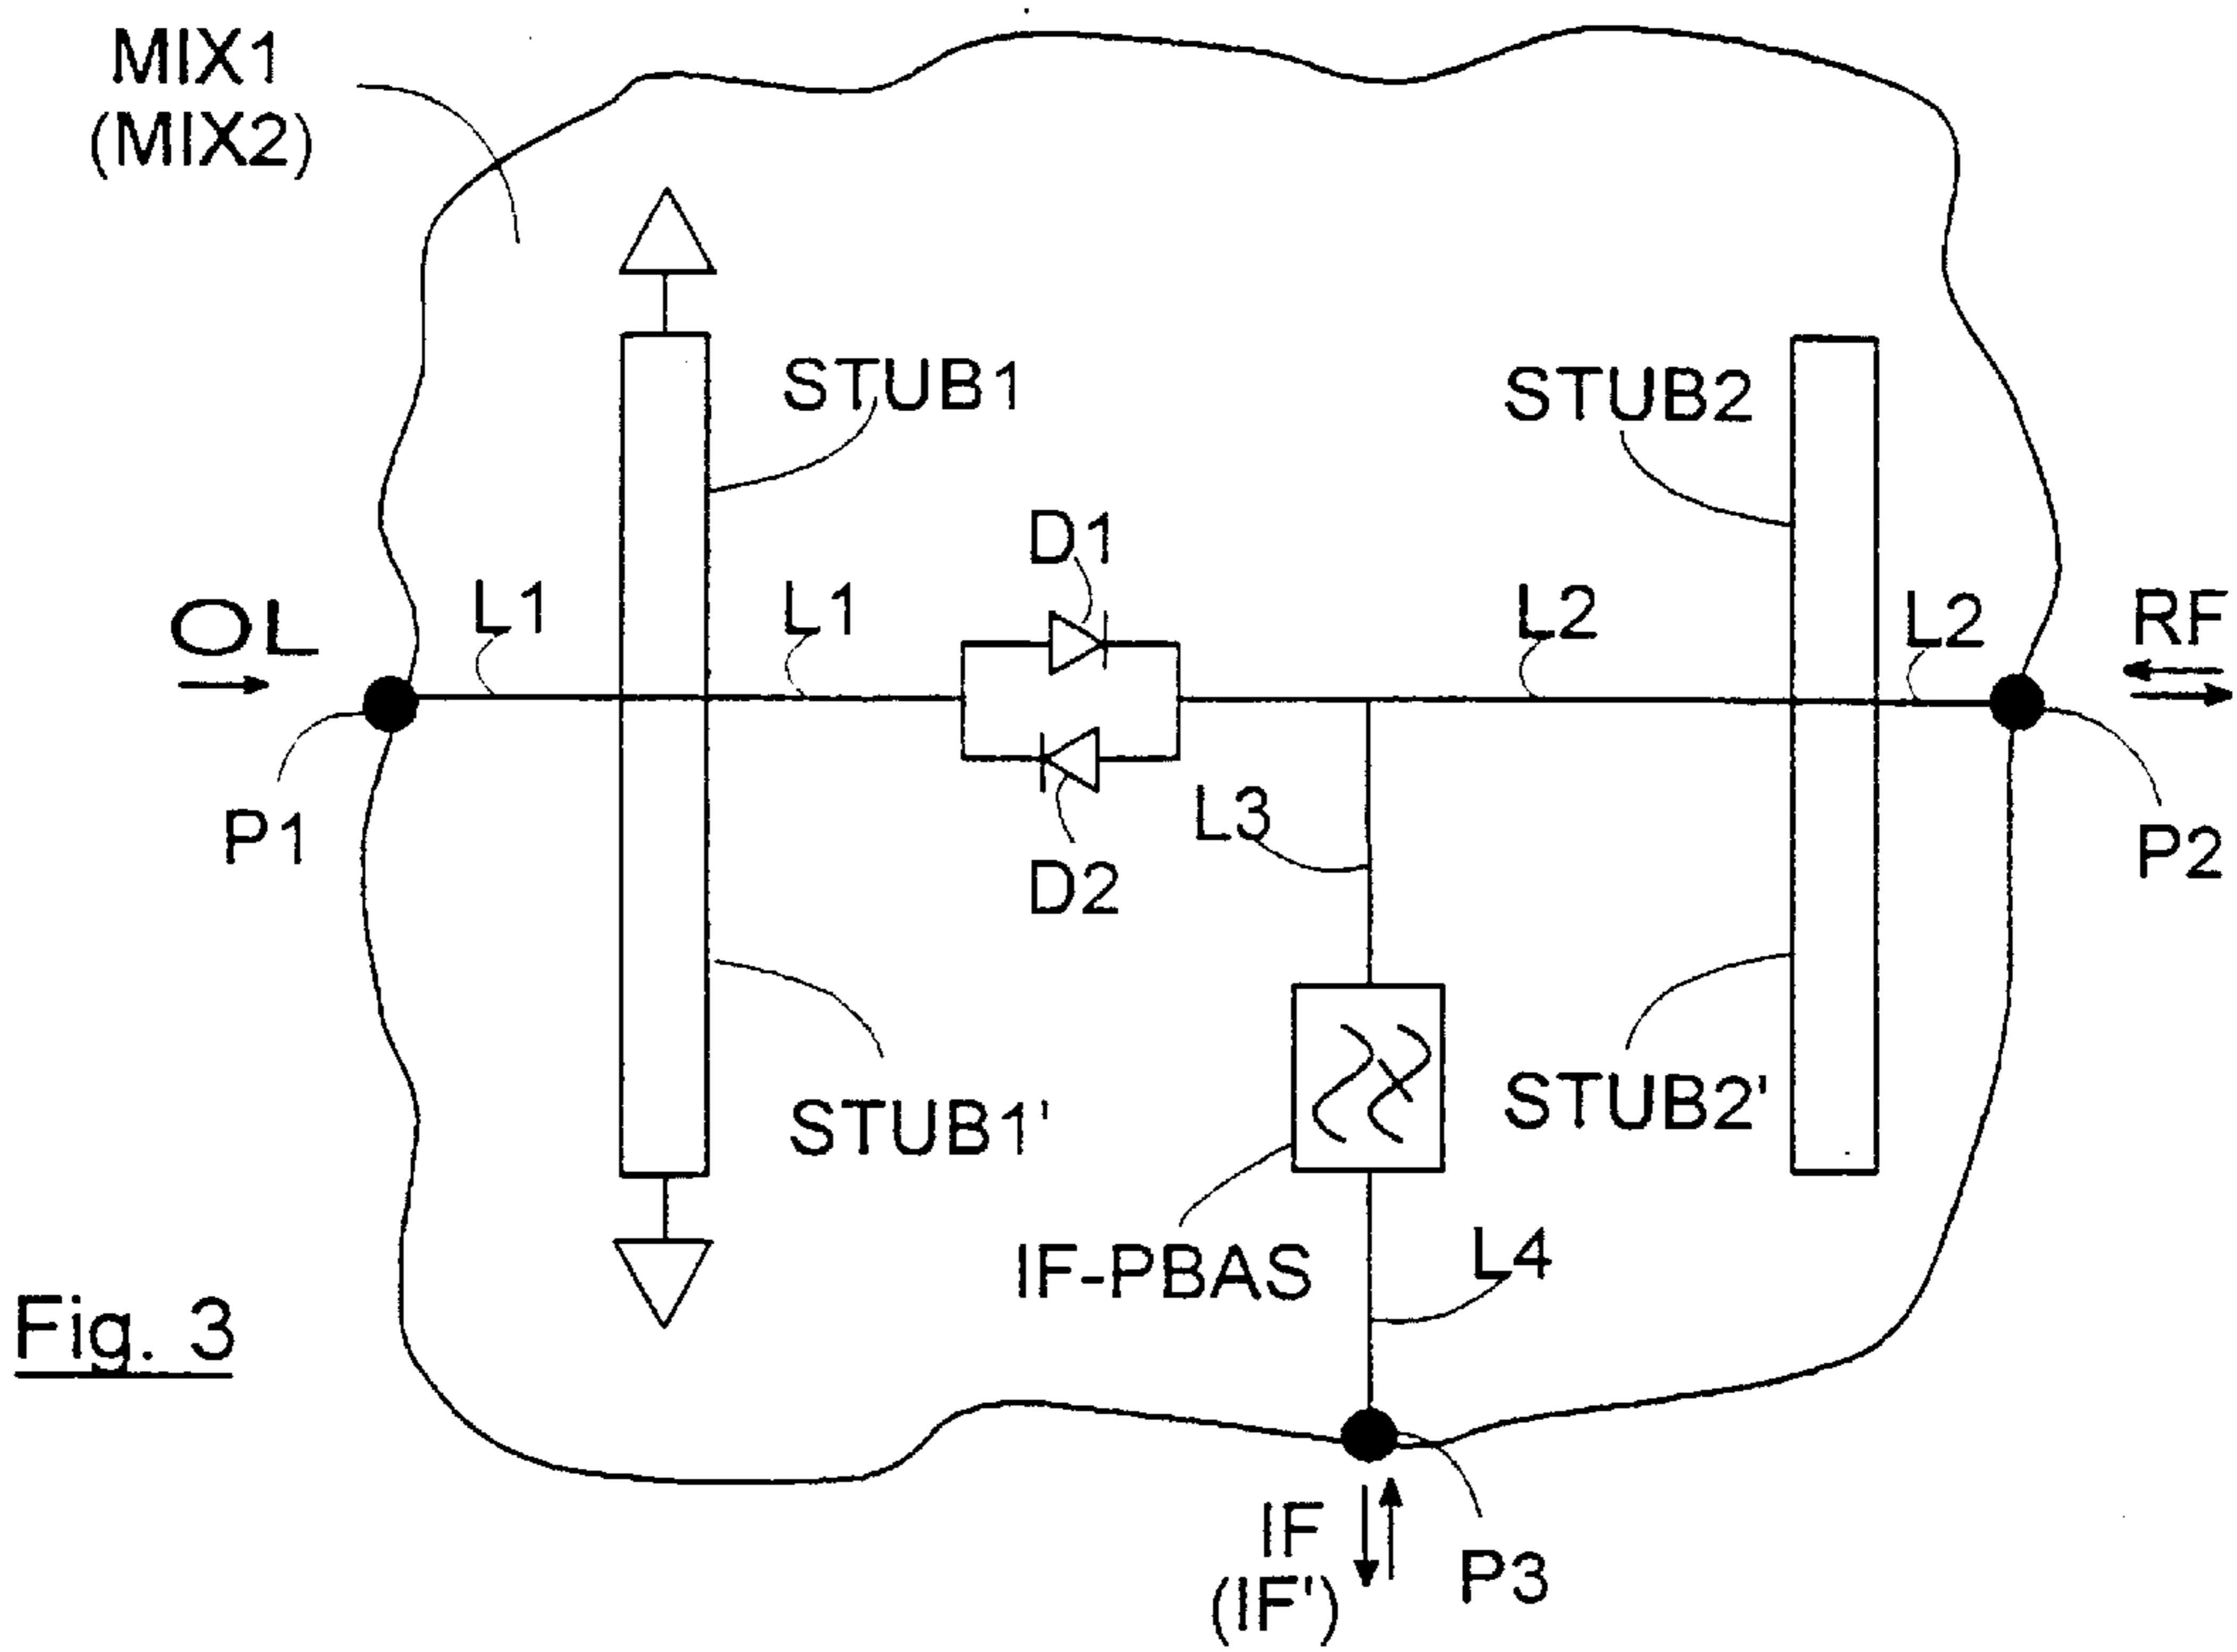 MIX1
(MIX2)
STUB1
STUB2
D1
OL
L1
L1
L2
L2
RF
P1
L3
P2
D2
STUB1'
STUB2'
IF-PBAS
L4
Fig. 3
IF
(IF')
P3